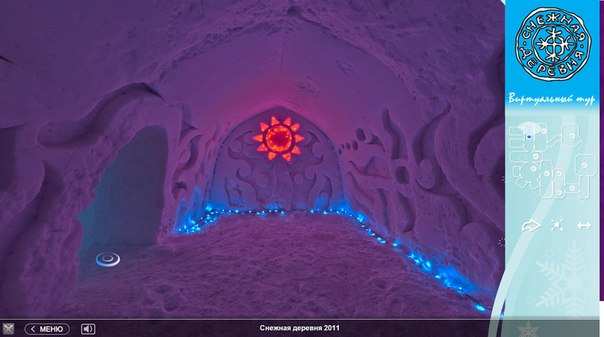 СНЕЖНАЯ
ДЕРЕВНЯ
Виртуальный тур
МЕНЮ
Снежная деревня 2011